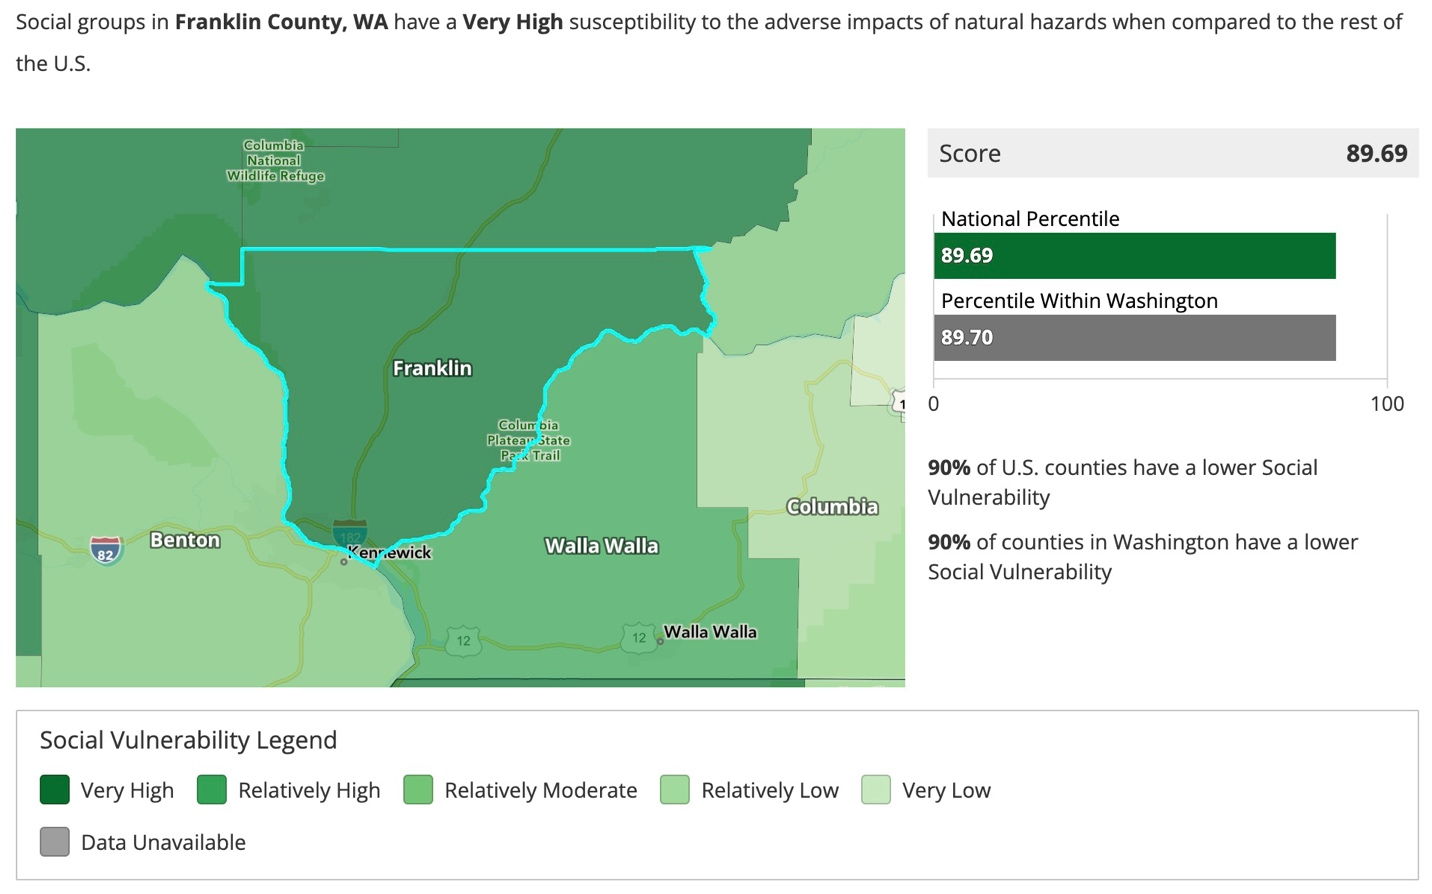 Social groups in Franklin County, WA have a Very High susceptibility to the adverse impacts of natural hazards when compared to the rest of
the U.S.
Columbia
National
Wildlife Refuge
Franklin
Columbia
Plateau State
Park Trail
Columbia
Benton
82
182
Kennewick
Walla Walla
12
12
Walla Walla
1
Score 89.69
National Percentile
89.69
Percentile Within Washington
89.70
0 100
90% of U.S. counties have a lower Social
Vulnerability
90% of counties in Washington have a lower
Social Vulnerability
Social Vulnerability Legend
Very High Relatively High Relatively Moderate Relatively Low Very Low
Data Unavailable